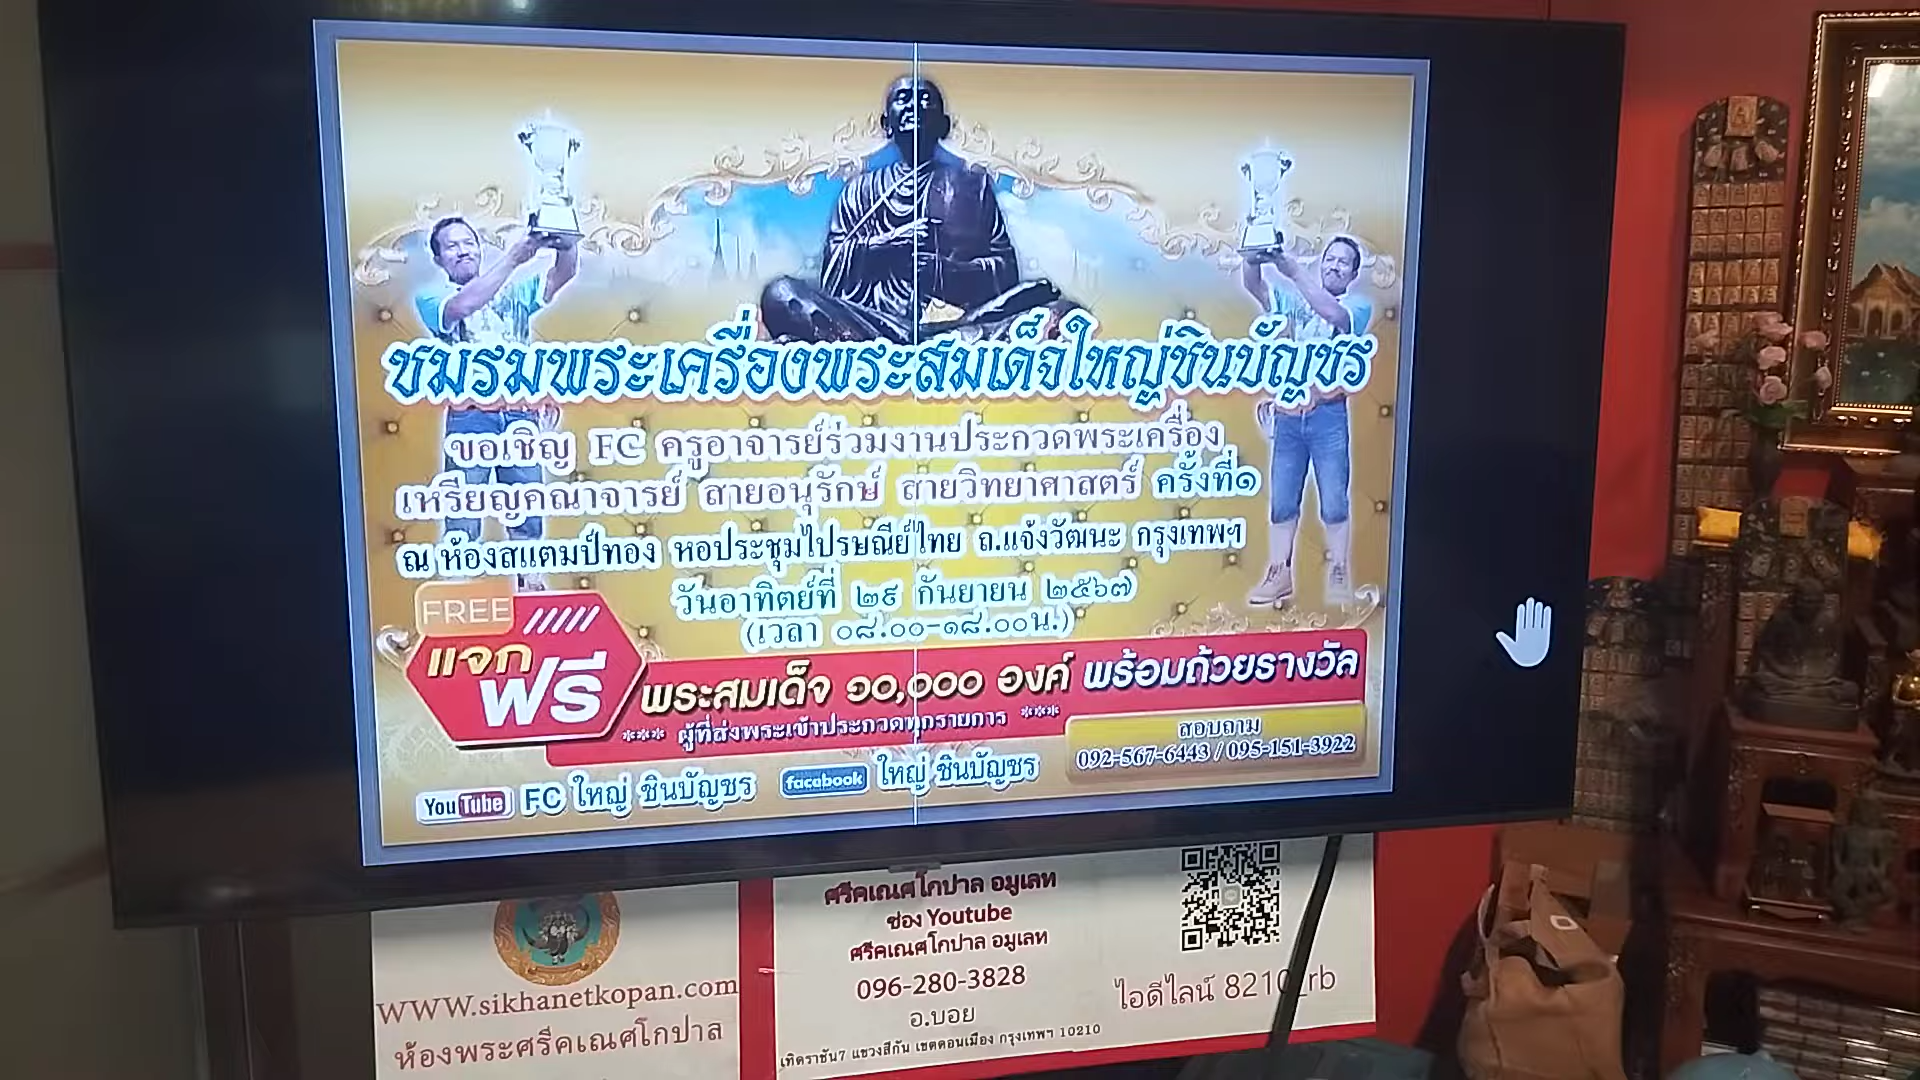 ชมรมพระเครื่องพระสมเด็จใหญ่ชินบัญชร
ขอเชิญ FC ครูอาจารย์ร่วมงานประกวดพระเครื่อง
เหรียญคณาจารย์ สายอนุรักษ์ สายวิทยาศาสตร์ ครั้งที่๑
ณ ห้องสแตมป์ทอง หอประชุมไปรษณีย์ไทย ถ.แจ้งวัฒนะ กรุงเทพฯ
วันอาทิตย์ที่ ๒๙ กันยายน ๒๕๖๗
(เวลา ๐๘.๐๐-๑๘.๐๐น.)
FREE
แจก
ฟรี
พระสมเด็จ ๑๐,๐๐๐ องค์ พร้อมถ้วยรางวัล
*** ผู้ที่ส่งพระเข้าประกวดทุกรายการ ***
สอบถาม
092-567-6443 / 095-151-3922
YouTube FC ใหญ่ ชินบัญชร facebook ใหญ่ ชินบัญชร
WWW.sikhanetkopan.com
ห้องพระศรีคเณศโกปาล
ศรีคเณศโกปาล อมูเลท
ช่อง Youtube
ศรีคเณศโกปาล อมูเลท
096-280-3828
อ.บอย
เทิดราชัน7 แขวงสีกัน เขตดอนเมือง กรุงเทพฯ 10210
ไอดีไลน์ 8210_rb